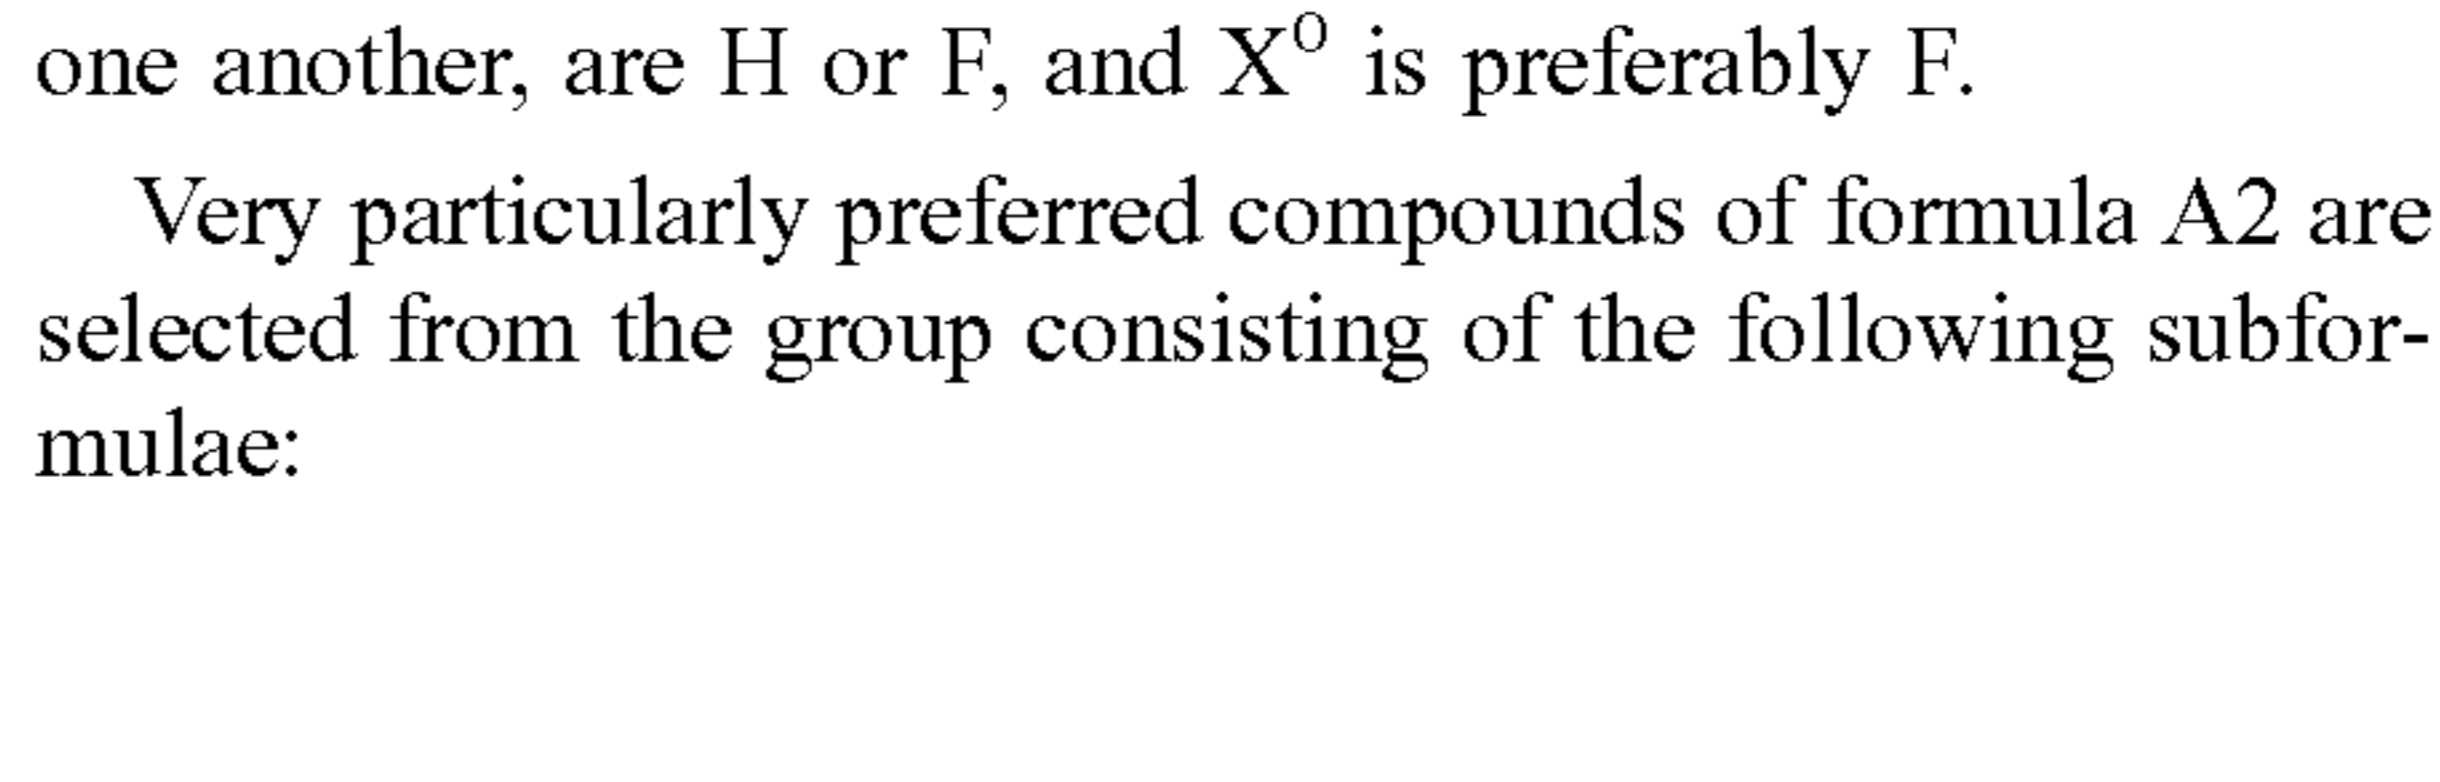 one another, are H or F, and X⁰ is preferably F.
Very particularly preferred compounds of formula A2 are
selected from the group consisting of the following subfor-
mulae: